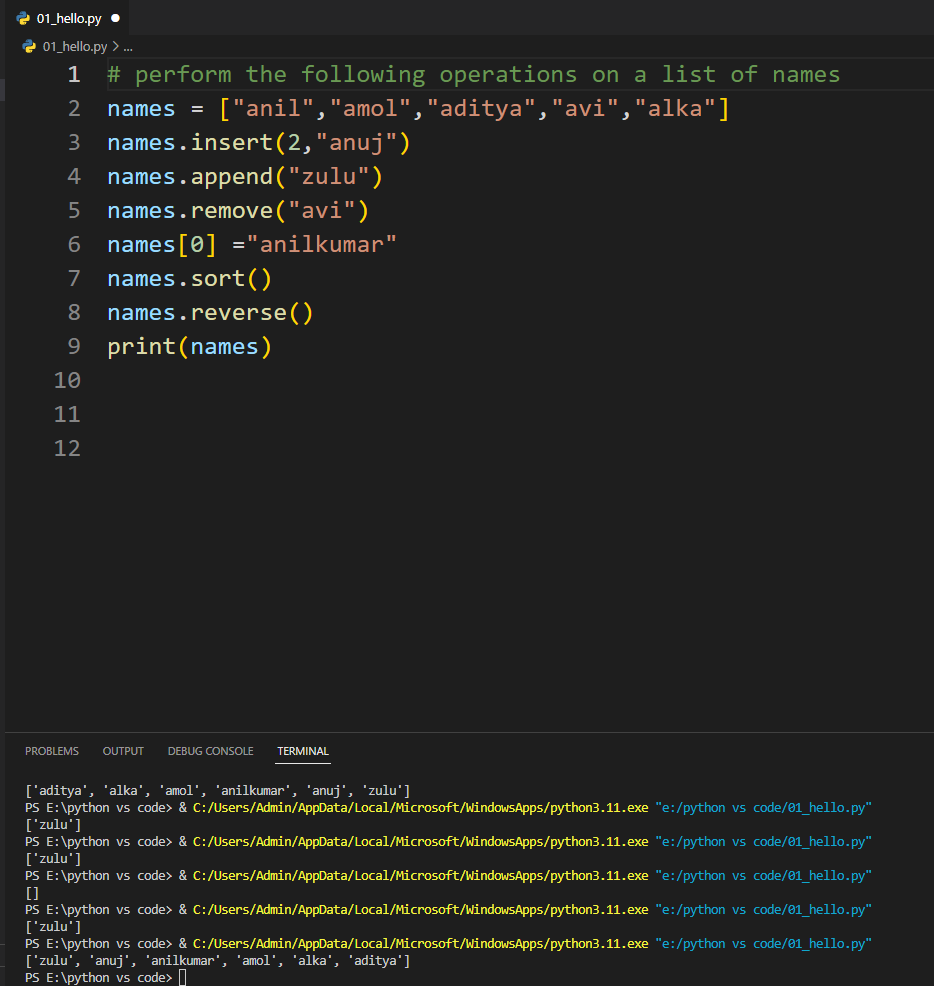 01_hello.py
01_hello.py > ...
1 # perform the following operations on a list of names
2 names = ["anil","amol","aditya","avi","alka"]
3 names.insert(2,"anuj")
4 names.append("zulu")
5 names.remove("avi")
6 names[0] ="anilkumar"
7 names.sort()
8 names.reverse()
9 print(names)
10
11
12
PROBLEMS OUTPUT DEBUG CONSOLE TERMINAL
['aditya', 'alka', 'amol', 'anilkumar', 'anuj', 'zulu']
PS E:\python vs code> & C:/Users/Admin/AppData/Local/Microsoft/WindowsApps/python3.11.exe "e:/python vs code/01_hello.py"
['zulu']
PS E:\python vs code> & C:/Users/Admin/AppData/Local/Microsoft/WindowsApps/python3.11.exe "e:/python vs code/01_hello.py"
['zulu']
PS E:\python vs code> & C:/Users/Admin/AppData/Local/Microsoft/WindowsApps/python3.11.exe "e:/python vs code/01_hello.py"
[]
PS E:\python vs code> & C:/Users/Admin/AppData/Local/Microsoft/WindowsApps/python3.11.exe "e:/python vs code/01_hello.py"
['zulu']
PS E:\python vs code> & C:/Users/Admin/AppData/Local/Microsoft/WindowsApps/python3.11.exe "e:/python vs code/01_hello.py"
['zulu', 'anuj', 'anilkumar', 'amol', 'alka', 'aditya']
PS E:\python vs code>